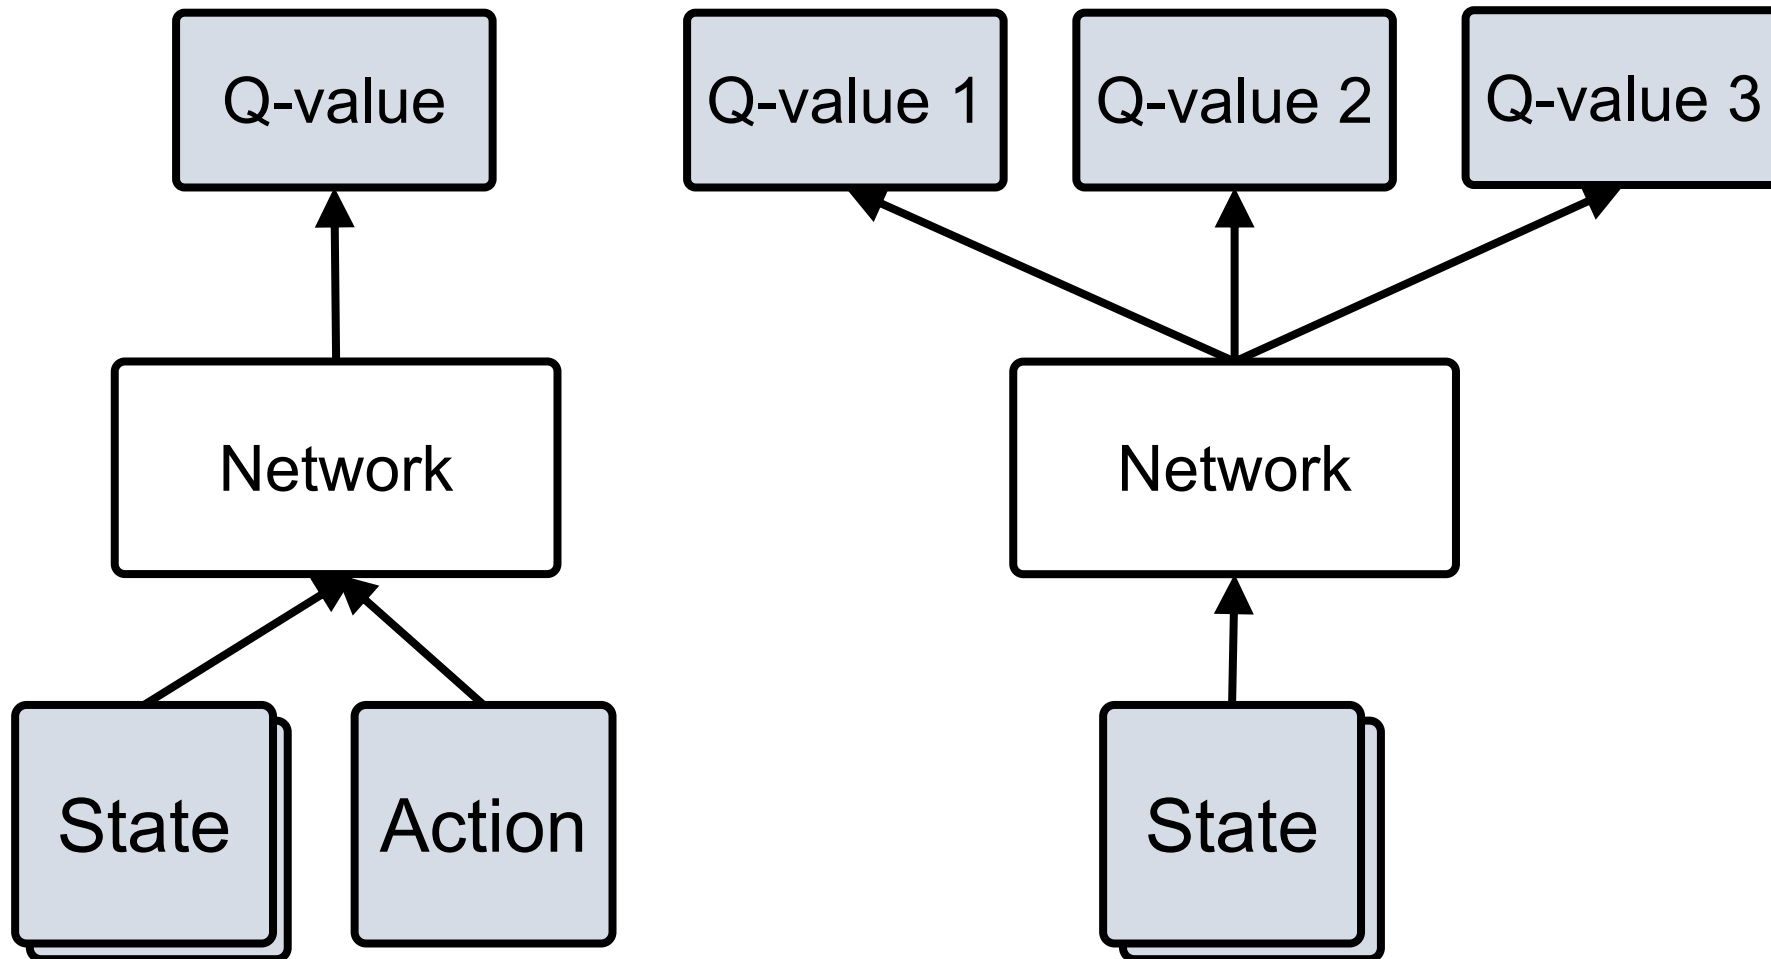 Q-value
Q-value 1
Q-value 2
Q-value 3
Network
Network
State
Action
State